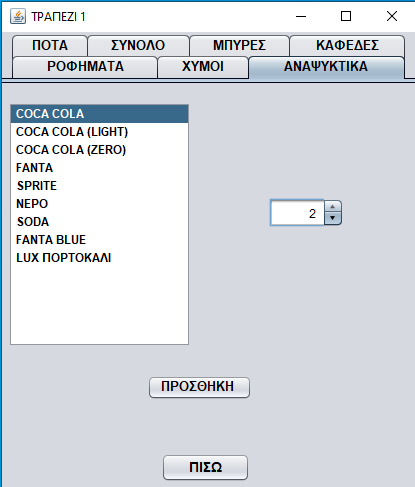 ΤΡΑΠΕΖΙ 1
ΠΟΤΑ ΣΥΝΟΛΟ ΜΠΥΡΕΣ ΚΑΦΕΔΕΣ
ΡΟΦΗΜΑΤΑ ΧΥΜΟΙ ΑΝΑΨΥΚΤΙΚΑ
COCA COLA
COCA COLA (LIGHT)
COCA COLA (ZERO)
FANTA
SPRITE
ΝΕΡΟ
SODA
FANTA BLUE
LUX ΠΟΡΤΟΚΑΛΙ
2
ΠΡΟΣΘΗΚΗ
ΠΙΣΩ